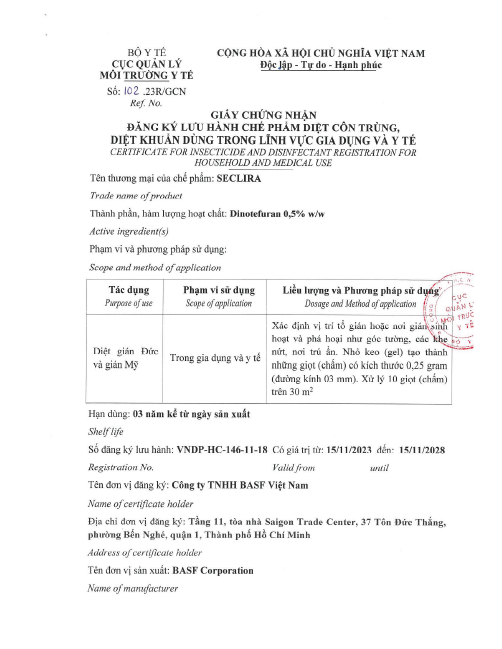 BỘ Y TẾ
CỤC QUẢN LÝ
MÔI TRƯỜNG Y TẾ
Số: 102 .23R/GCN
Ref. No.
CỘNG HÒA XÃ HỘI CHỦ NGHĨA VIỆT NAM
Độc lập - Tự do - Hạnh phúc
GIẤY CHỨNG NHẬN
ĐĂNG KÝ LƯU HÀNH CHẾ PHẨM DIỆT CÔN TRÙNG,
DIỆT KHUẨN DÙNG TRONG LĨNH VỰC GIA DỤNG VÀ Y TẾ
CERTIFICATE FOR INSECTICIDE AND DISINFECTANT REGISTRATION FOR
HOUSEHOLD AND MEDICAL USE
Tên thương mại của chế phẩm: SECLIRA
Trade name of product
Thành phần, hàm lượng hoạt chất: Dinotefuran 0,5% w/w
Active ingredient(s)
Phạm vi và phương pháp sử dụng:
Scope and method of application
Tác dụng
Purpose of use
Phạm vi sử dụng
Scope of application
Liều lượng và Phương pháp sử dụng
Dosage and Method of application
Diệt gián Đức
và gián Mỹ
Trong gia dụng và y tế
Xác định vị trí tổ gián hoặc nơi gián sinh
hoạt và phá hoại như góc tường, các khe
nứt, nơi trú ẩn. Nhỏ keo (gel) tạo thành
những giọt (chấm) có kích thước 0,25 gram
(đường kính 03 mm). Xử lý 10 giọt (chấm)
trên 30 m²
CỤC
QUẢN LÝ
MÔI TRƯỜ
Y TẾ
Hạn dùng: 03 năm kể từ ngày sản xuất
Shelf life
Số đăng ký lưu hành: VNDP-HC-146-11-18 Có giá trị từ: 15/11/2023 đến: 15/11/2028
Registration No. Valid from until
Tên đơn vị đăng ký: Công ty TNHH BASF Việt Nam
Name of certificate holder
Địa chỉ đơn vị đăng ký: Tầng 11, tòa nhà Saigon Trade Center, 37 Tôn Đức Thắng,
phường Bến Nghé, quận 1, Thành phố Hồ Chí Minh
Address of certificate holder
Tên đơn vị sản xuất: BASF Corporation
Name of manufacturer